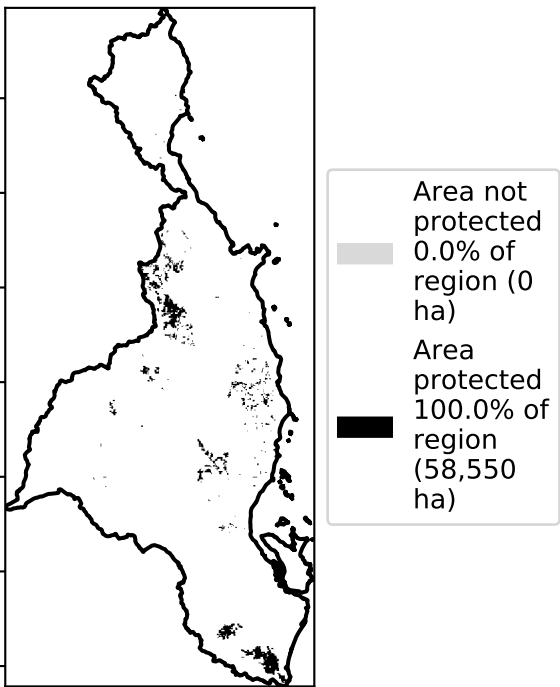 Area not
protected
0.0% of
region (0
ha)
Area
protected
100.0% of
region
(58,550
ha)